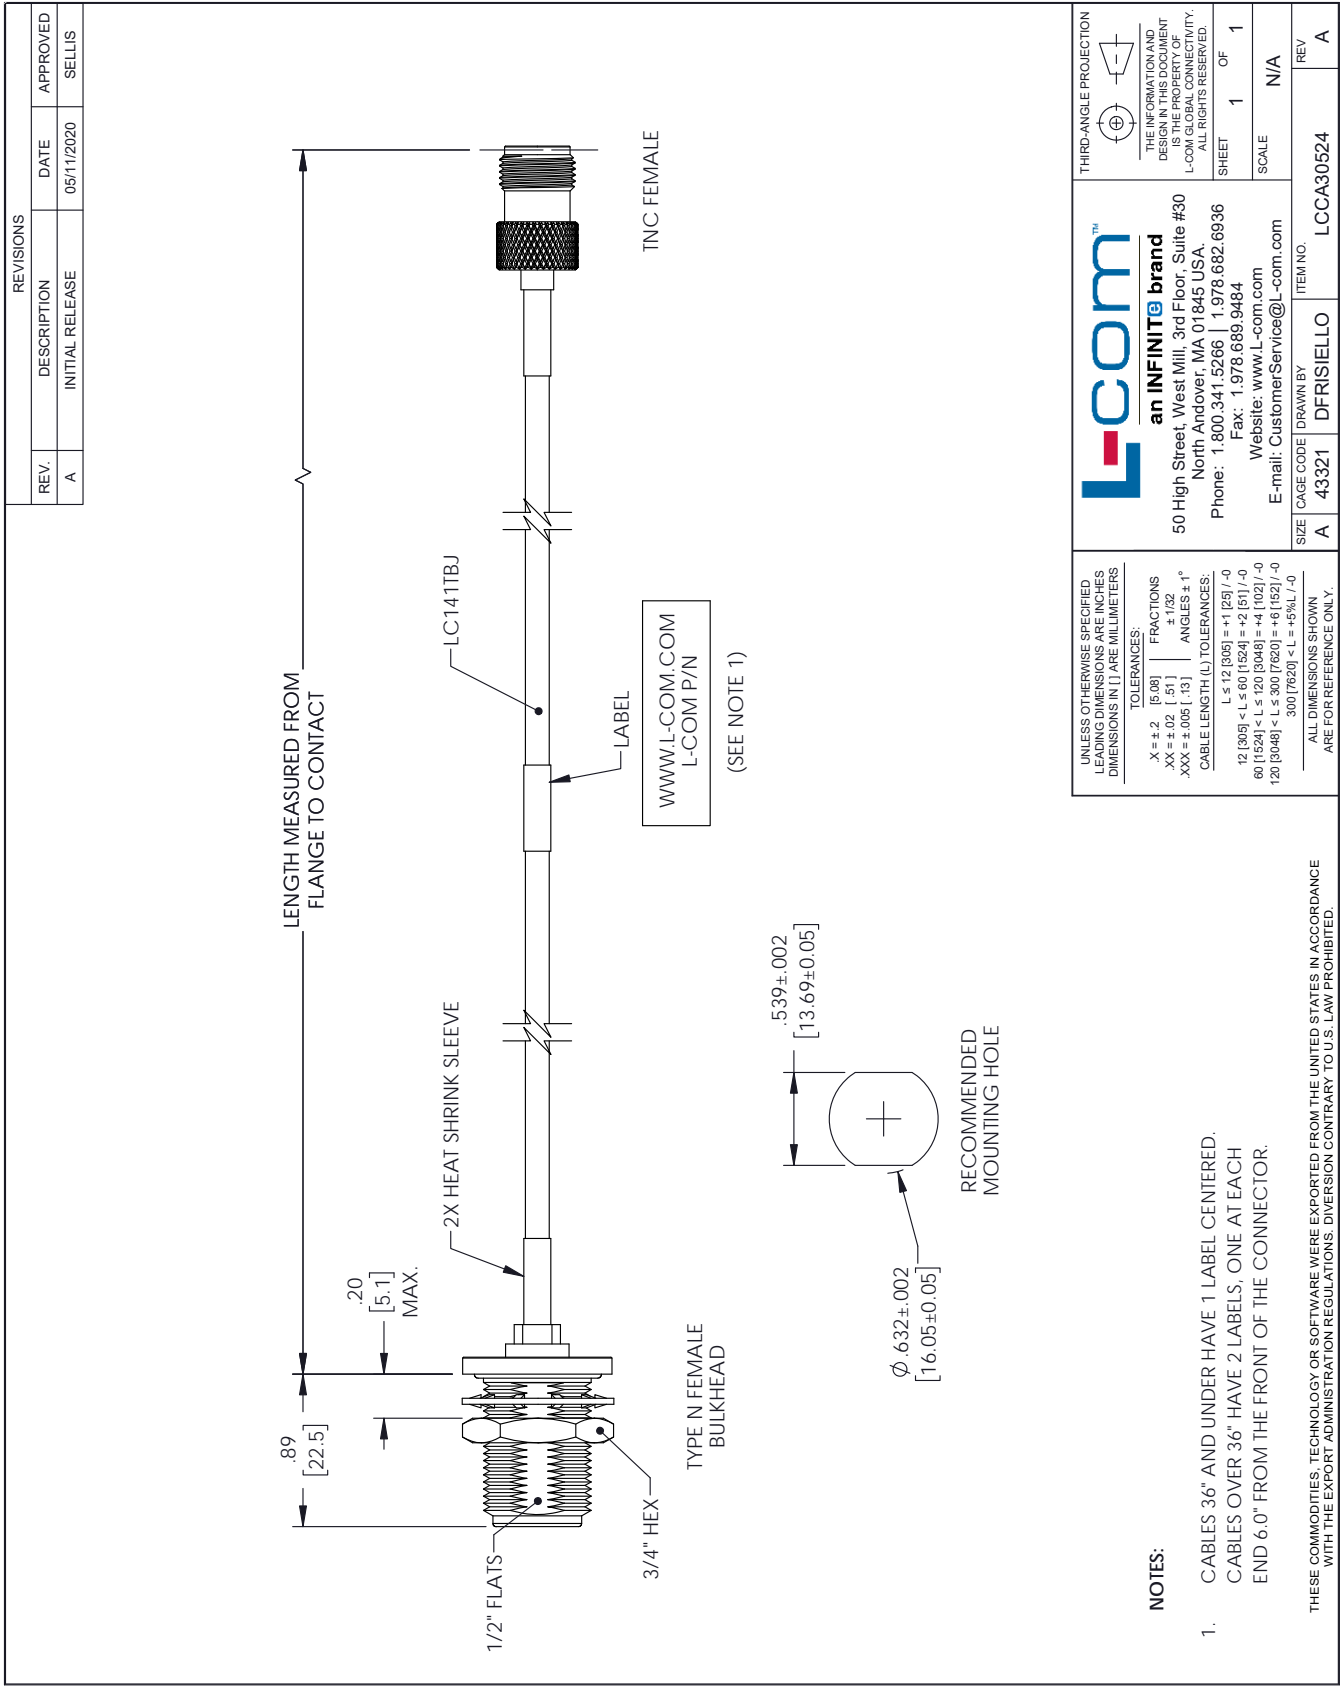 REVISIONS
REV.
DESCRIPTION
DATE
APPROVED
A
INITIAL RELEASE
05/11/2020
SELLIS
LENGTH MEASURED FROM
FLANGE TO CONTACT
.89
[22.5]
.20
[5.1]
MAX.
2X HEAT SHRINK SLEEVE
LC141TBJ
1/2" FLATS
3/4" HEX
TYPE N FEMALE
BULKHEAD
LABEL
WWW.L-COM.COM
L-COM P/N
(SEE NOTE 1)
TNC FEMALE
.539±.002
[13.69±0.05]
Ø.632±.002
[16.05±0.05]
RECOMMENDED
MOUNTING HOLE
NOTES:
1. CABLES 36" AND UNDER HAVE 1 LABEL CENTERED.
CABLES OVER 36" HAVE 2 LABELS, ONE AT EACH
END 6.0" FROM THE FRONT OF THE CONNECTOR.
THESE COMMODITIES, TECHNOLOGY OR SOFTWARE WERE EXPORTED FROM THE UNITED STATES IN ACCORDANCE
WITH THE EXPORT ADMINISTRATION REGULATIONS. DIVERSION CONTRARY TO U.S. LAW PROHIBITED.
UNLESS OTHERWISE SPECIFIED
LEADING DIMENSIONS ARE INCHES
DIMENSIONS IN [ ] ARE MILLIMETERS
TOLERANCES:
.X = ±.2 [5.08] FRACTIONS
.XX = ±.02 [.51] ± 1/32
.XXX = ±.005 [.13] ANGLES ± 1°
CABLE LENGTH (L) TOLERANCES:
L ≤ 12 [305] = +1 [25] / -0
12 [305] < L ≤ 60 [1524] = +2 [51] / -0
60 [1524] < L ≤ 120 [3048] = +4 [102] / -0
120 [3048] < L ≤ 300 [7620] = +6 [152] / -0
300 [7620] < L = +5%L / -0
ALL DIMENSIONS SHOWN
ARE FOR REFERENCE ONLY.
L-com™
an INFINITe brand
50 High Street, West Mill, 3rd Floor, Suite #30
North Andover, MA 01845 USA.
Phone: 1.800.341.5266 | 1.978.682.6936
Fax: 1.978.689.9484
Website: www.L-com.com
E-mail: CustomerService@L-com.com
THIRD-ANGLE PROJECTION
THE INFORMATION AND
DESIGN IN THIS DOCUMENT
IS THE PROPERTY OF
L-COM GLOBAL CONNECTIVITY.
ALL RIGHTS RESERVED.
SHEET
1 OF 1
SCALE
N/A
SIZE
A
CAGE CODE
43321
DRAWN BY
DFRISIELLO
ITEM NO.
LCCA30524
REV
A